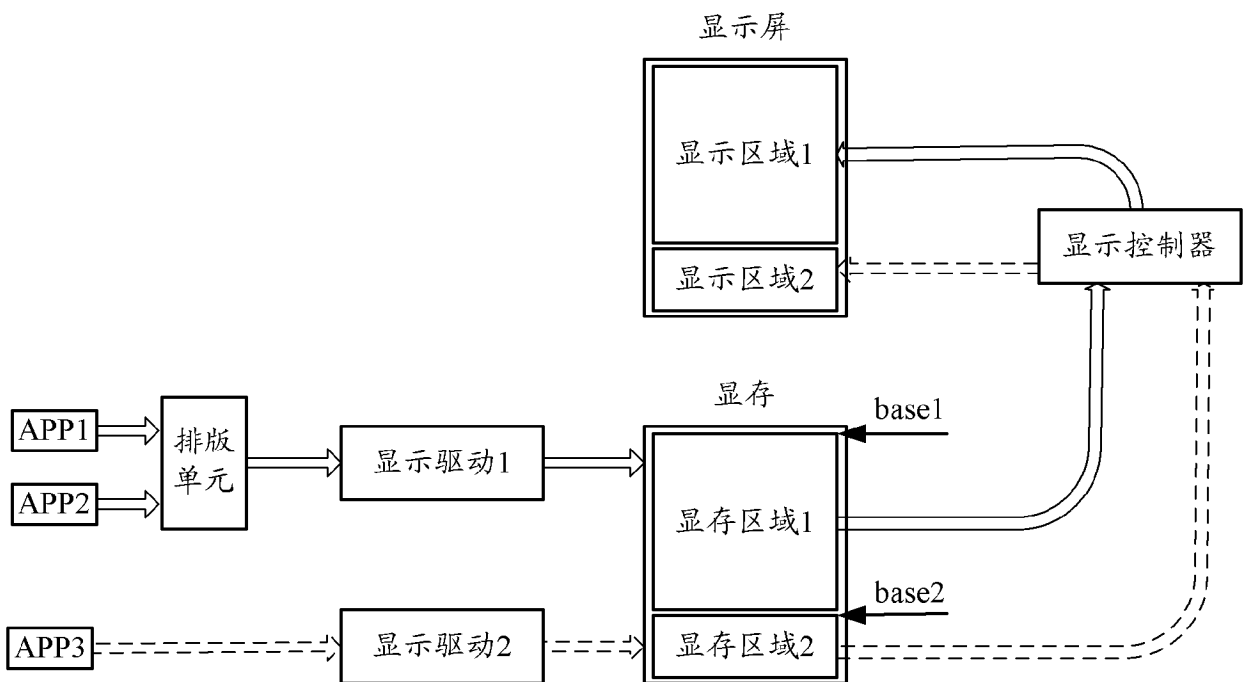 显示屏
显示区域1
显示区域2
显示控制器
显存
base1
APP1
排版
单元
显示驱动1
APP2
显存区域1
base2
APP3
显示驱动2
显存区域2